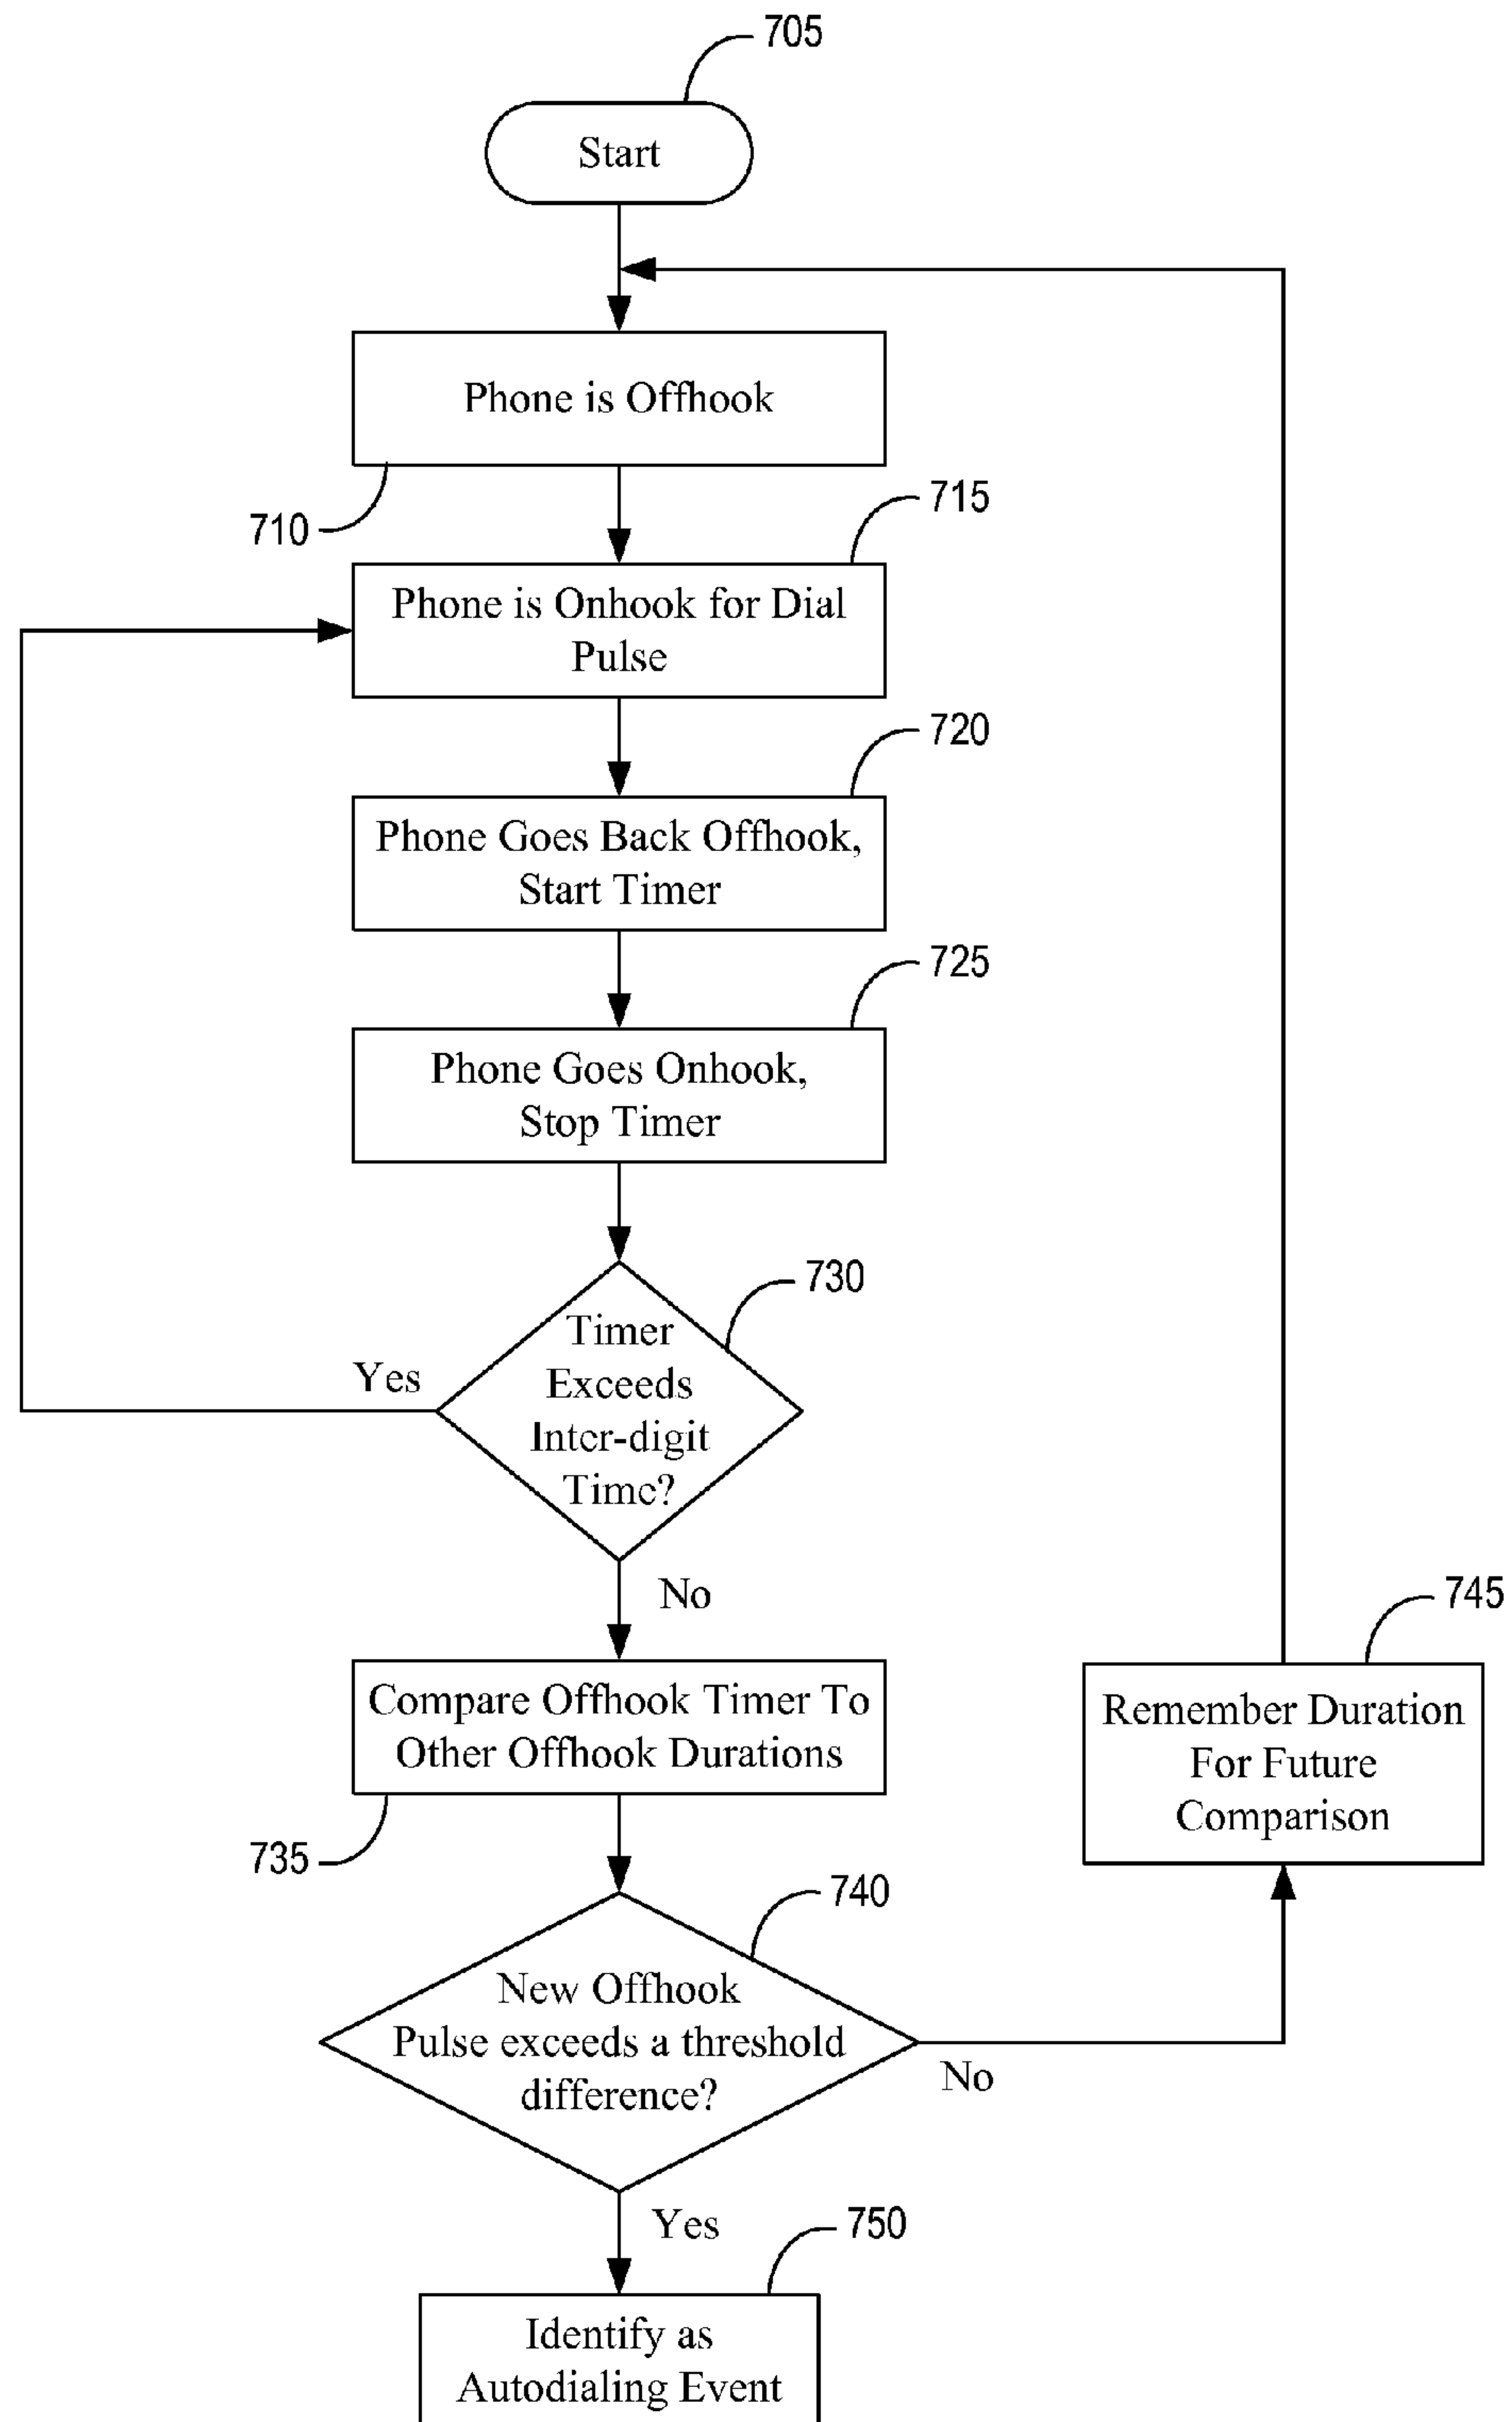 705
Start
Phone is Offhook
710
715
Phone is Onhook for Dial
Pulse
720
Phone Goes Back Offhook,
Start Timer
725
Phone Goes Onhook,
Stop Timer
730
Timer
Exceeds
Inter-digit
Time?
Yes
No
Compare Offhook Timer To
Other Offhook Durations
735
745
Remember Duration
For Future
Comparison
740
New Offhook
Pulse exceeds a threshold
difference?
No
Yes
750
Identify as
Autodialing Event